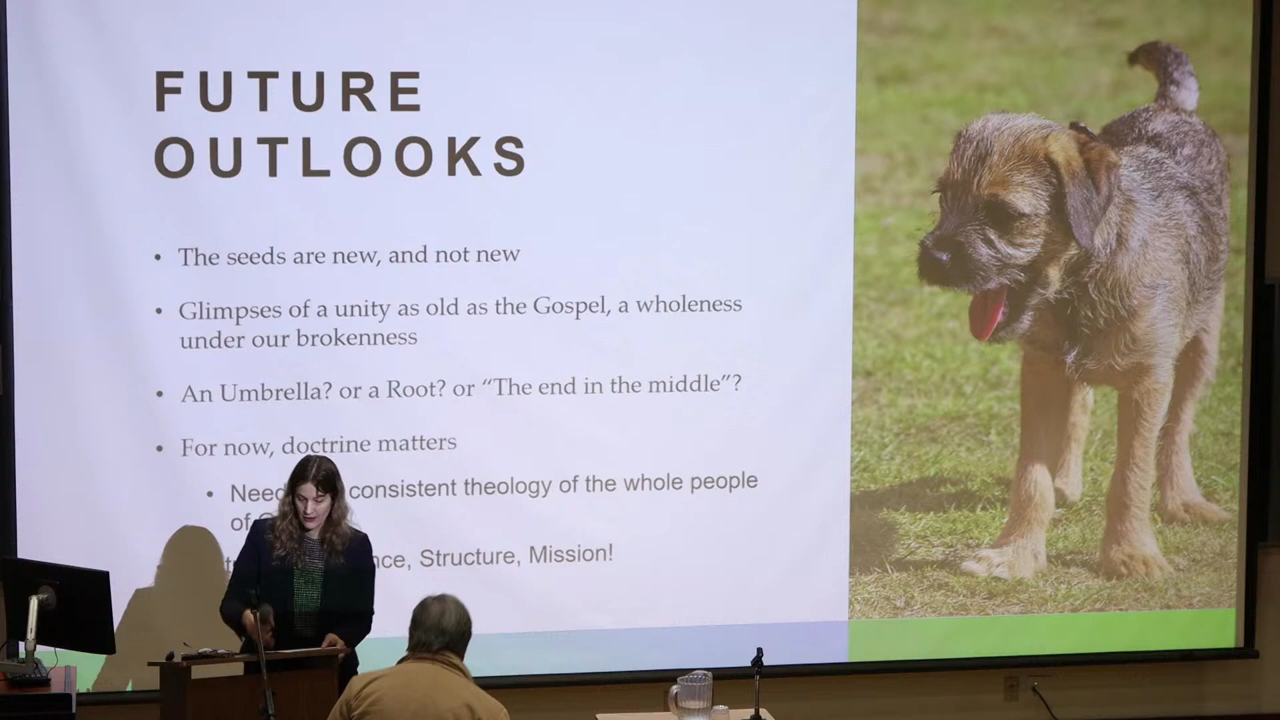 FUTURE
OUTLOOKS
• The seeds are new, and not new
• Glimpses of a unity as old as the Gospel, a wholeness
under our brokenness
• An Umbrella? or a Root? or “The end in the middle”?
• For now, doctrine matters
• consistent theology of the whole people
of
Structure, Mission!